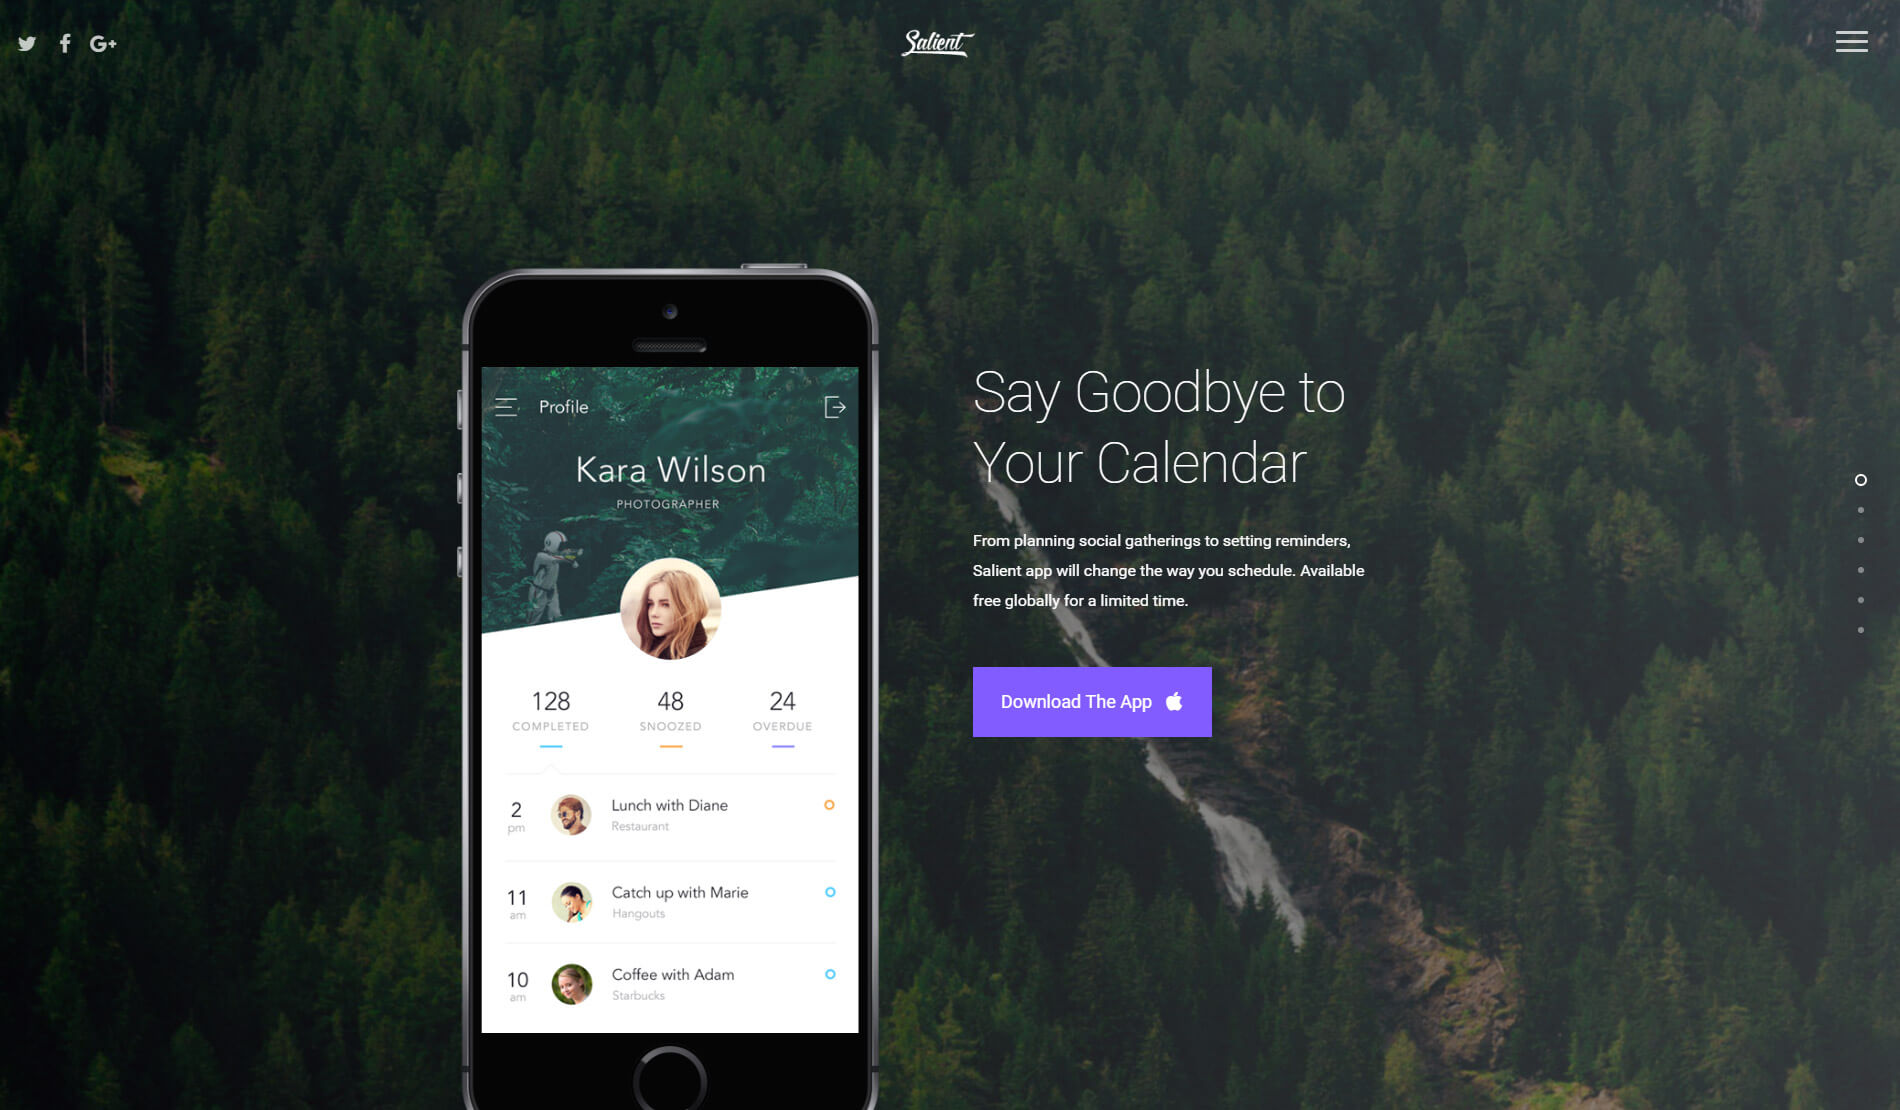 Salient
Profile
Kara Wilson
PHOTOGRAPHER
128 48 24
COMPLETED SNOOZED OVERDUE
2 Lunch with Diane
pm Restaurant
11 Catch up with Marie
am Hangouts
10 Coffee with Adam
am Starbucks
Say Goodbye to
Your Calendar
From planning social gatherings to setting reminders,
Salient app will change the way you schedule. Available
free globally for a limited time.
Download The App